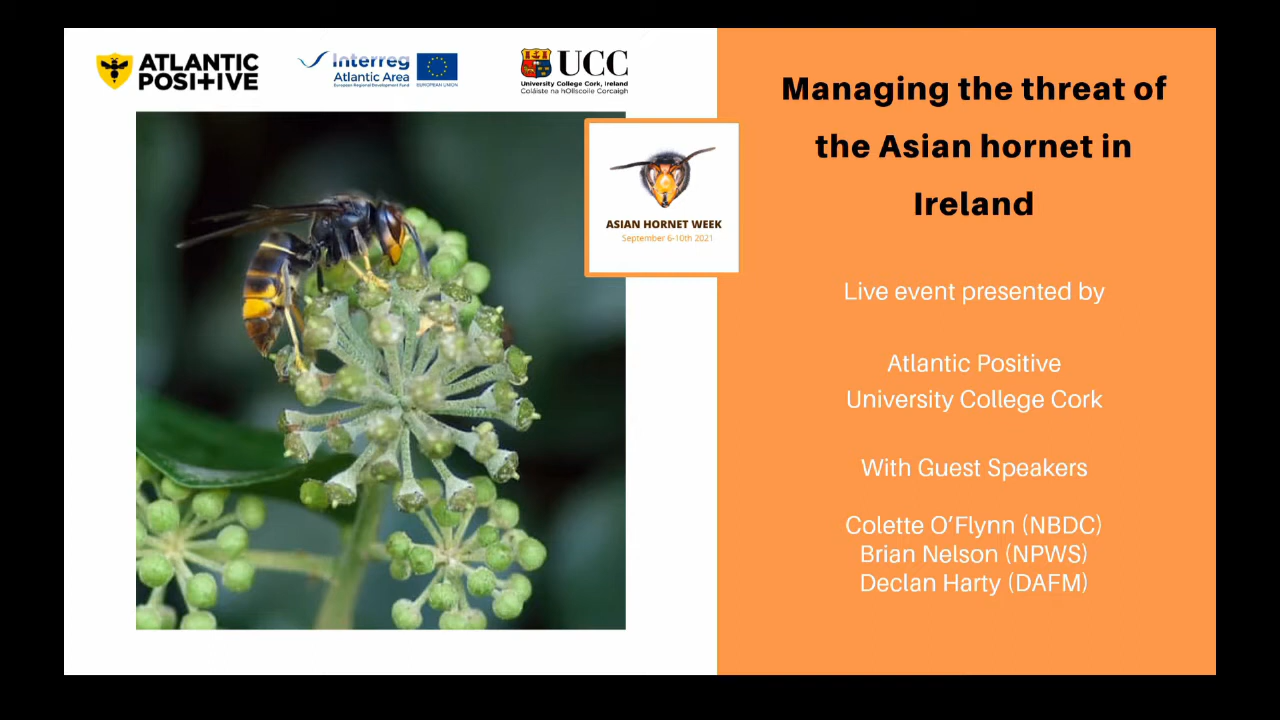 ATLANTIC
POSITIVE
Interreg
Atlantic Area
European Regional Development Fund
EUROPEAN UNION
UCC
University College Cork, Ireland
Coláiste na hOllscoile Corcaigh
ASIAN HORNET WEEK
September 6-10th 2021
Managing the threat of
the Asian hornet in
Ireland
Live event presented by
Atlantic Positive
University College Cork
With Guest Speakers
Colette O’Flynn (NBDC)
Brian Nelson (NPWS)
Declan Harty (DAFM)